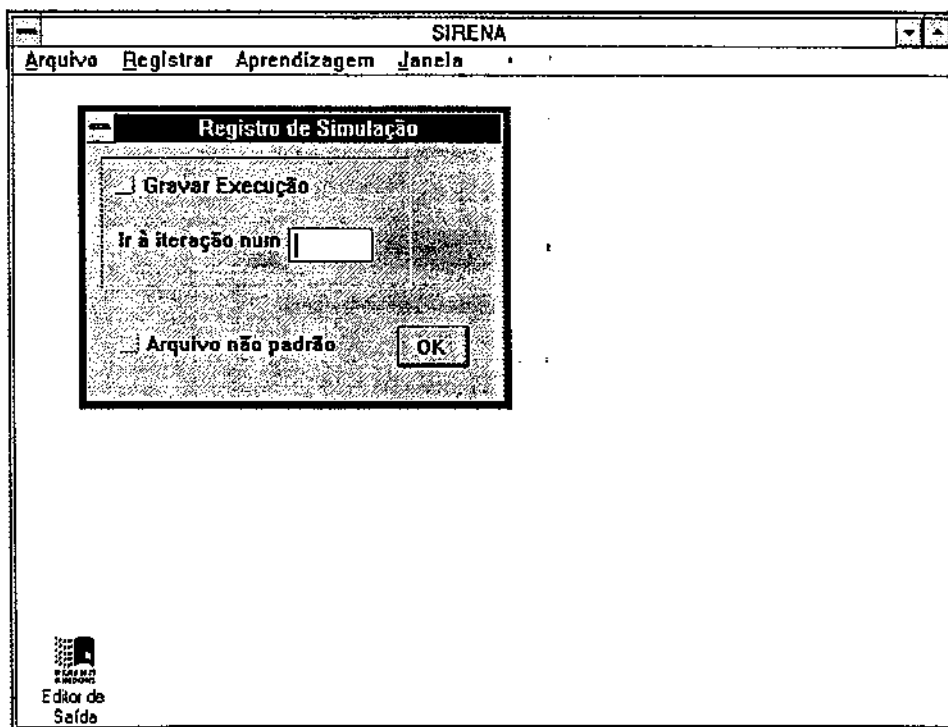 SIRENA
Arquivo Registrar Aprendizagem Janela
Registro de Simulação
Gravar Execução
Ir à iteração num
Arquivo não padrão
OK
Editor de
Saída